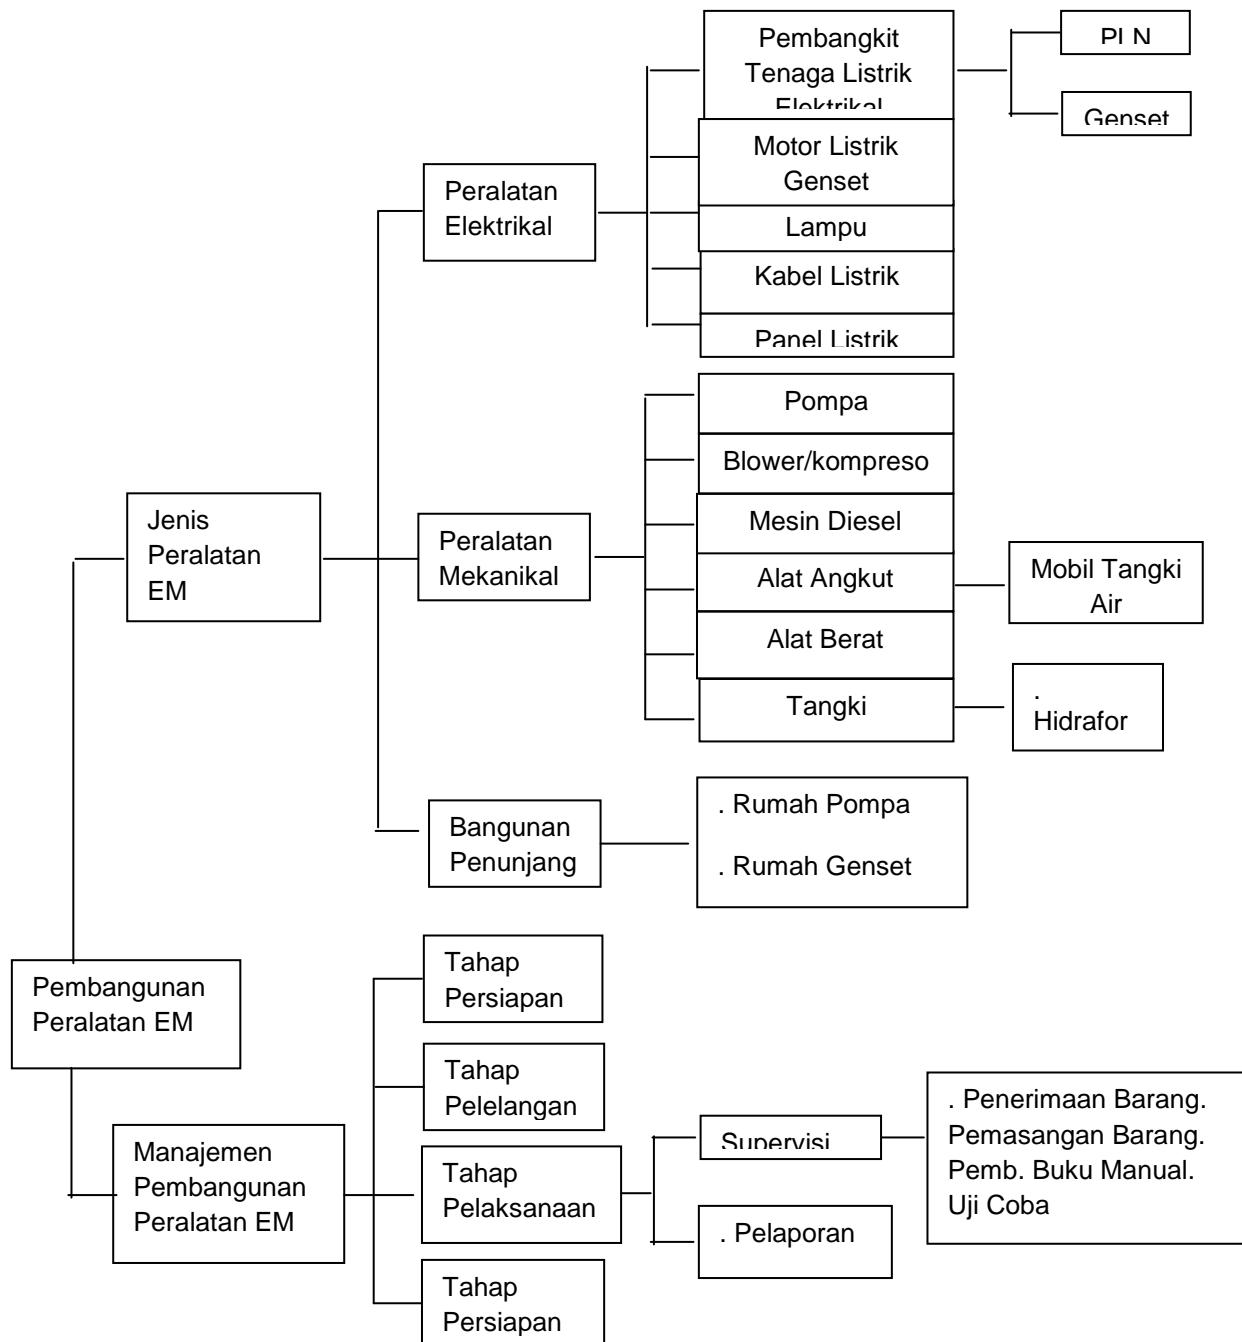 Pembangkit
Tenaga Listrik
Elektrikal
PLN
Genset
Motor Listrik
Genset
Peralatan
Elektrikal
Lampu
Kabel Listrik
Panel Listrik
Pompa
Blower/kompreso
Jenis
Peralatan
EM
Peralatan
Mekanikal
Mesin Diesel
Alat Angkut
Mobil Tangki
Air
Alat Berat
Tangki
.
Hidrafor
Bangunan
Penunjang
. Rumah Pompa
. Rumah Genset
Pembangunan
Peralatan EM
Tahap
Persiapan
Tahap
Pelelangan
Manajemen
Pembangunan
Peralatan EM
Tahap
Pelaksanaan
Supervisi
. Penerimaan Barang.
Pemasangan Barang.
Pemb. Buku Manual.
Uji Coba
. Pelaporan
Tahap
Persiapan